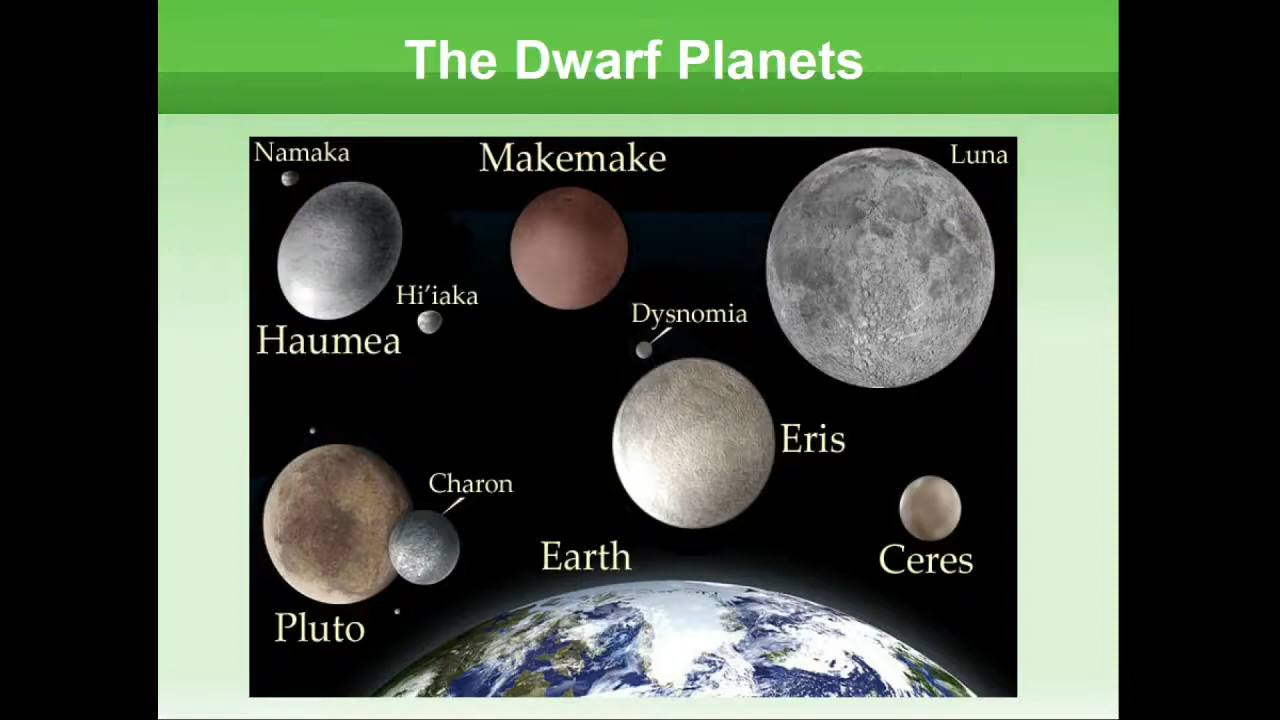 The Dwarf Planets
Namaka
Makemake
Luna
Hi’iaka
Haumea
Dysnomia
Eris
Charon
Earth
Ceres
Pluto